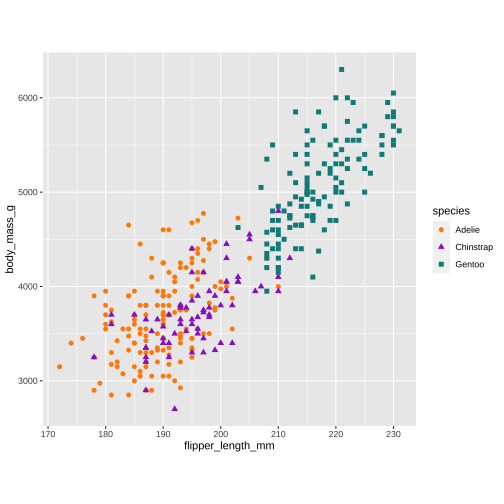 6000
5000
4000
3000
body_mass_g
170
180
190
200
210
220
230
flipper_length_mm
species
Adelie
Chinstrap
Gentoo